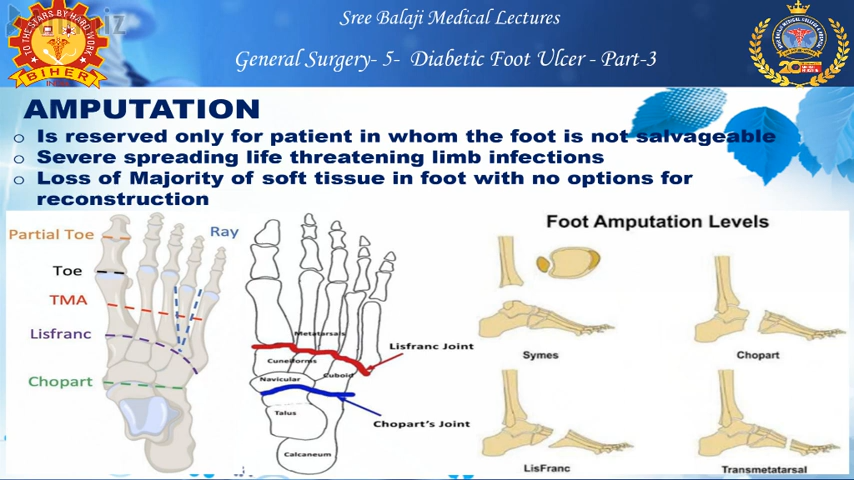 Sree Balaji Medical Lectures
General Surgery- 5- Diabetic Foot Ulcer - Part-3
BIHER
AMPUTATION
o Is reserved only for patient in whom the foot is not salvageable
o Severe spreading life threatening limb infections
o Loss of Majority of soft tissue in foot with no options for
reconstruction
Partial Toe
Ray
Toe
TMA
Lisfranc
Chopart
Metatarsals
Cuneiforms
Cuboid
Navicular
Talus
Calcaneum
Lisfranc Joint
Chopart's Joint
Foot Amputation Levels
Symes
Chopart
LisFranc
Transmetatarsal